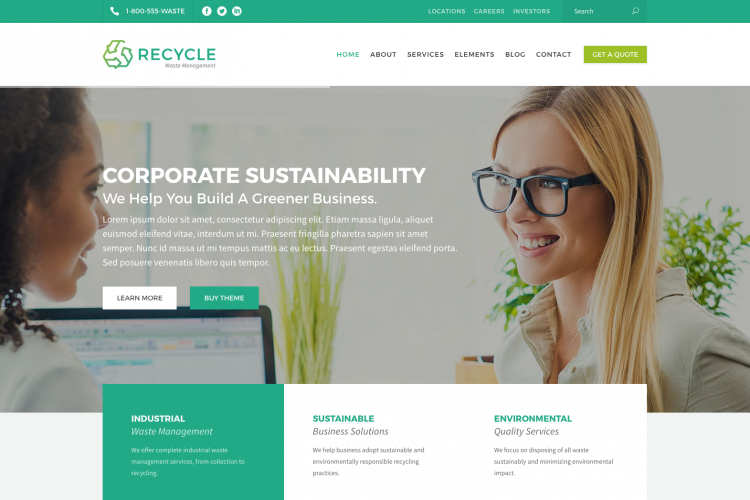 1-800-555-WASTE
LOCATIONS CAREERS INVESTORS Search
RECYCLE
Waste Management
HOME ABOUT SERVICES ELEMENTS BLOG CONTACT GET A QUOTE
CORPORATE SUSTAINABILITY
We Help You Build A Greener Business.
Lorem ipsum dolor sit amet, consectetur adipiscing elit. Etiam massa ligula, aliquet
euismod eleifend vitae, interdum ut mi. Praesent fringilla pharetra sapien sit amet
semper. Nunc id massa ut mi tempus mattis ac eu lectus. Praesent egestas eleifend porta.
Sed posuere venenatis libero quis tempor.
LEARN MORE BUY THEME
INDUSTRIAL
Waste Management
We offer complete industrial waste
management services, from collection to
recycling.
SUSTAINABLE
Business Solutions
We help business adopt sustainable and
environmentally responsible recycling
practices.
ENVIRONMENTAL
Quality Services
We focus on disposing of all waste
sustainably and minimizing environmental
impact.